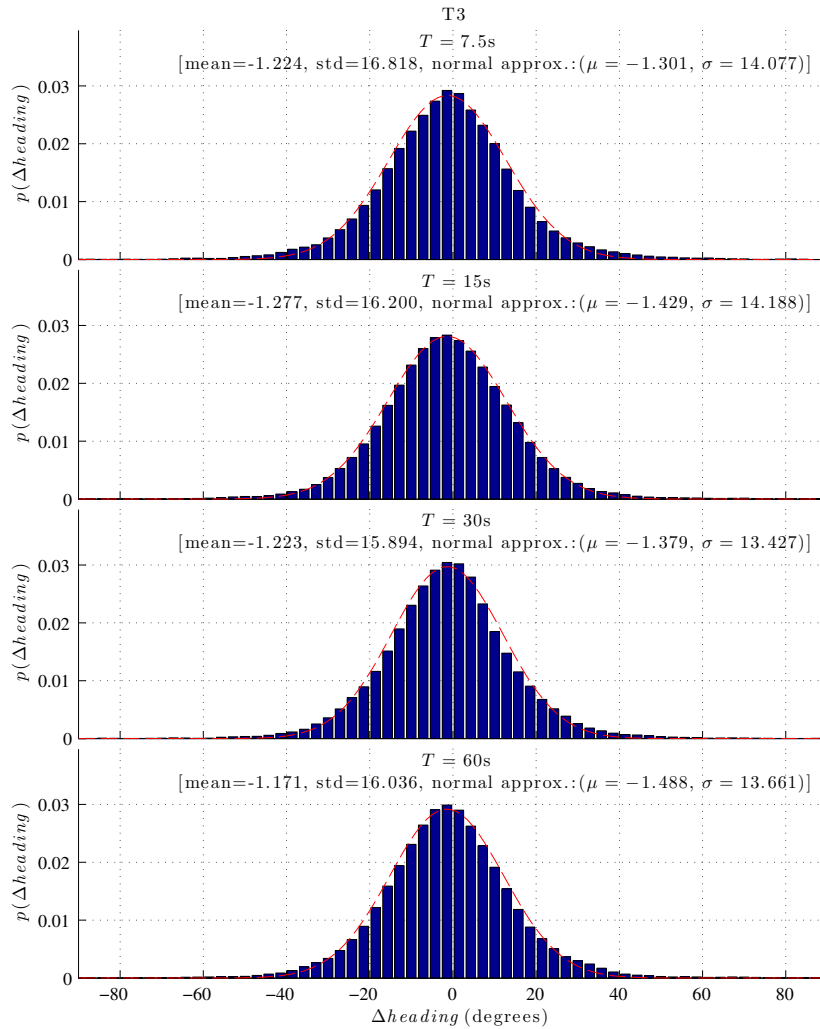 T3
T = 7.5s
[mean=-1.224, std=16.818, normal approx.:(μ = −1.301, σ = 14.077)]
0.03
0.02
0.01
0
p(Δheading)
T = 15s
[mean=-1.277, std=16.200, normal approx.:(μ = −1.429, σ = 14.188)]
0.03
0.02
0.01
0
p(Δheading)
T = 30s
[mean=-1.223, std=15.894, normal approx.:(μ = −1.379, σ = 13.427)]
0.03
0.02
0.01
0
p(Δheading)
T = 60s
[mean=-1.171, std=16.036, normal approx.:(μ = −1.488, σ = 13.661)]
0.03
0.02
0.01
0
p(Δheading)
−80 −60 −40 −20 0 20 40 60 80
Δheading (degrees)